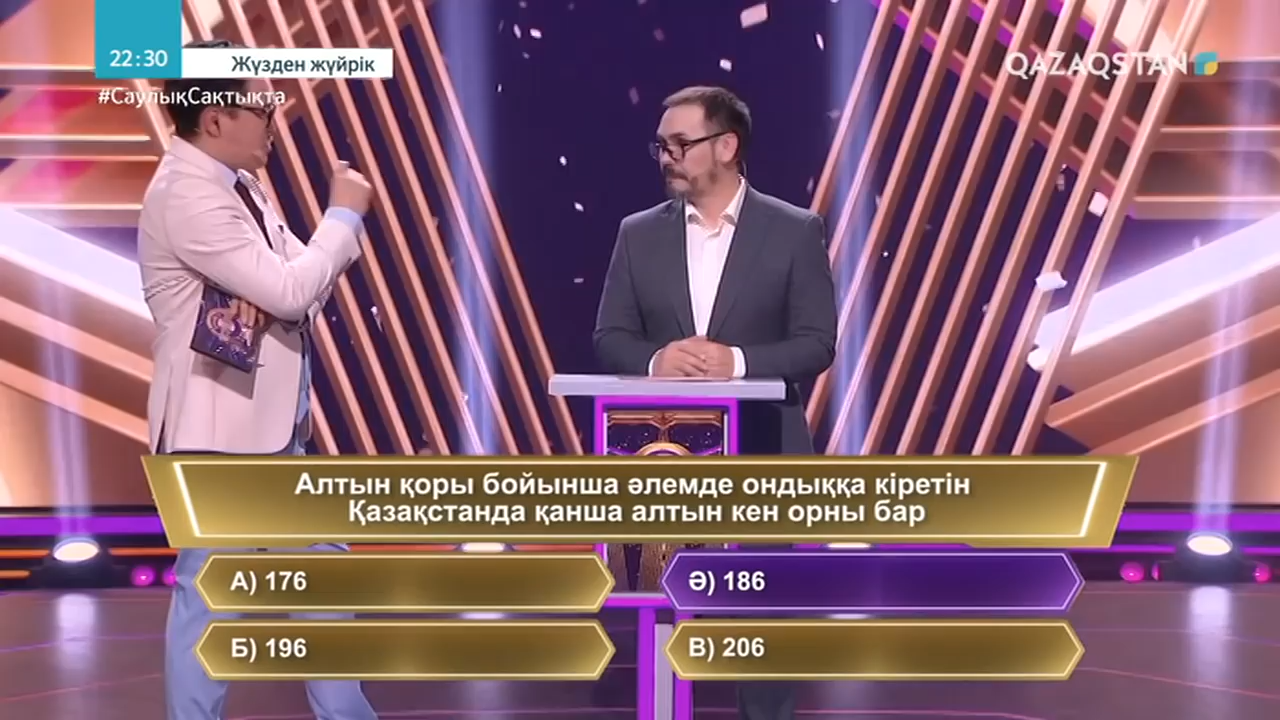 22:30
Жүзден жүйрік
#СаулықСақтықта
QAZAQSTAN
Алтын қоры бойынша әлемде ондыққа кіретін
Қазақстанда қанша алтын кен орны бар
А) 176
Ә) 186
Б) 196
В) 206